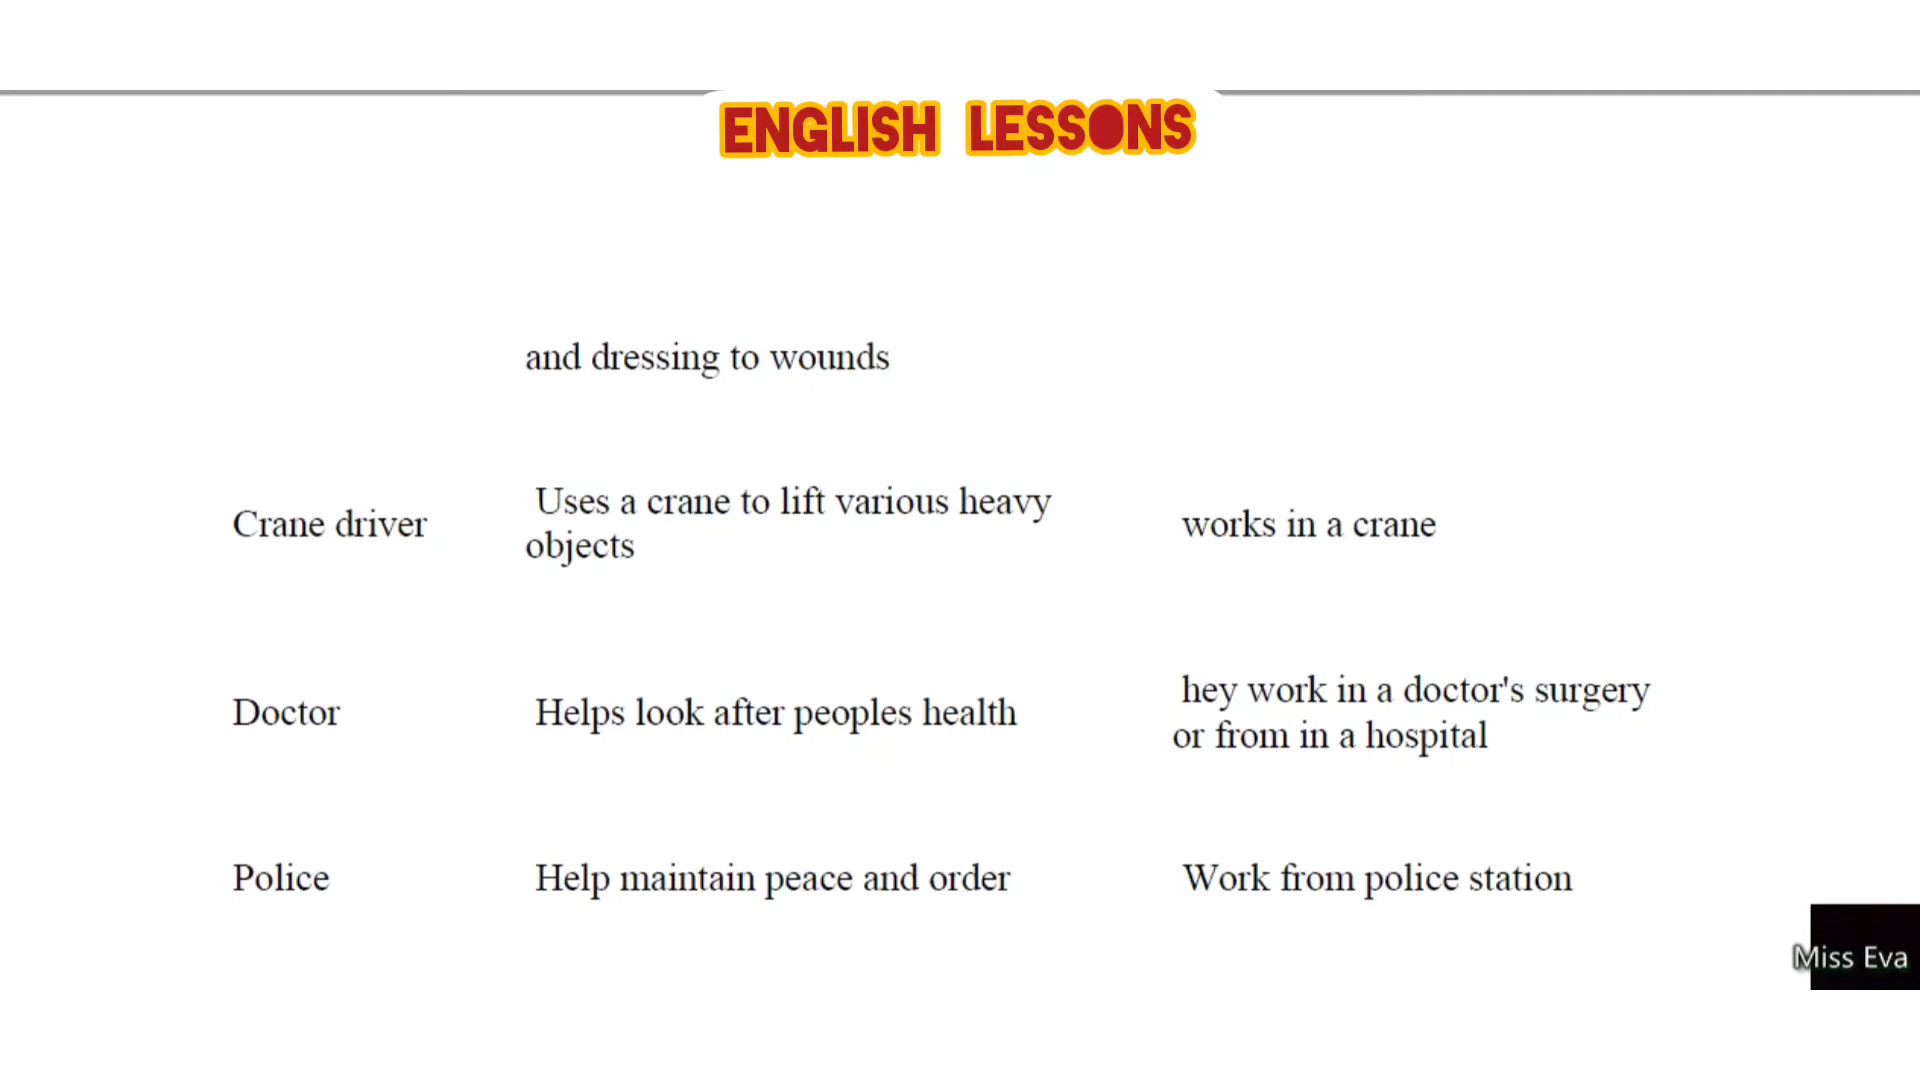 ENGLISH LESSONS
and dressing to wounds
Crane driver
Uses a crane to lift various heavy
objects
works in a crane
Doctor
Helps look after peoples health
hey work in a doctor's surgery
or from in a hospital
Police
Help maintain peace and order
Work from police station
Miss Eva